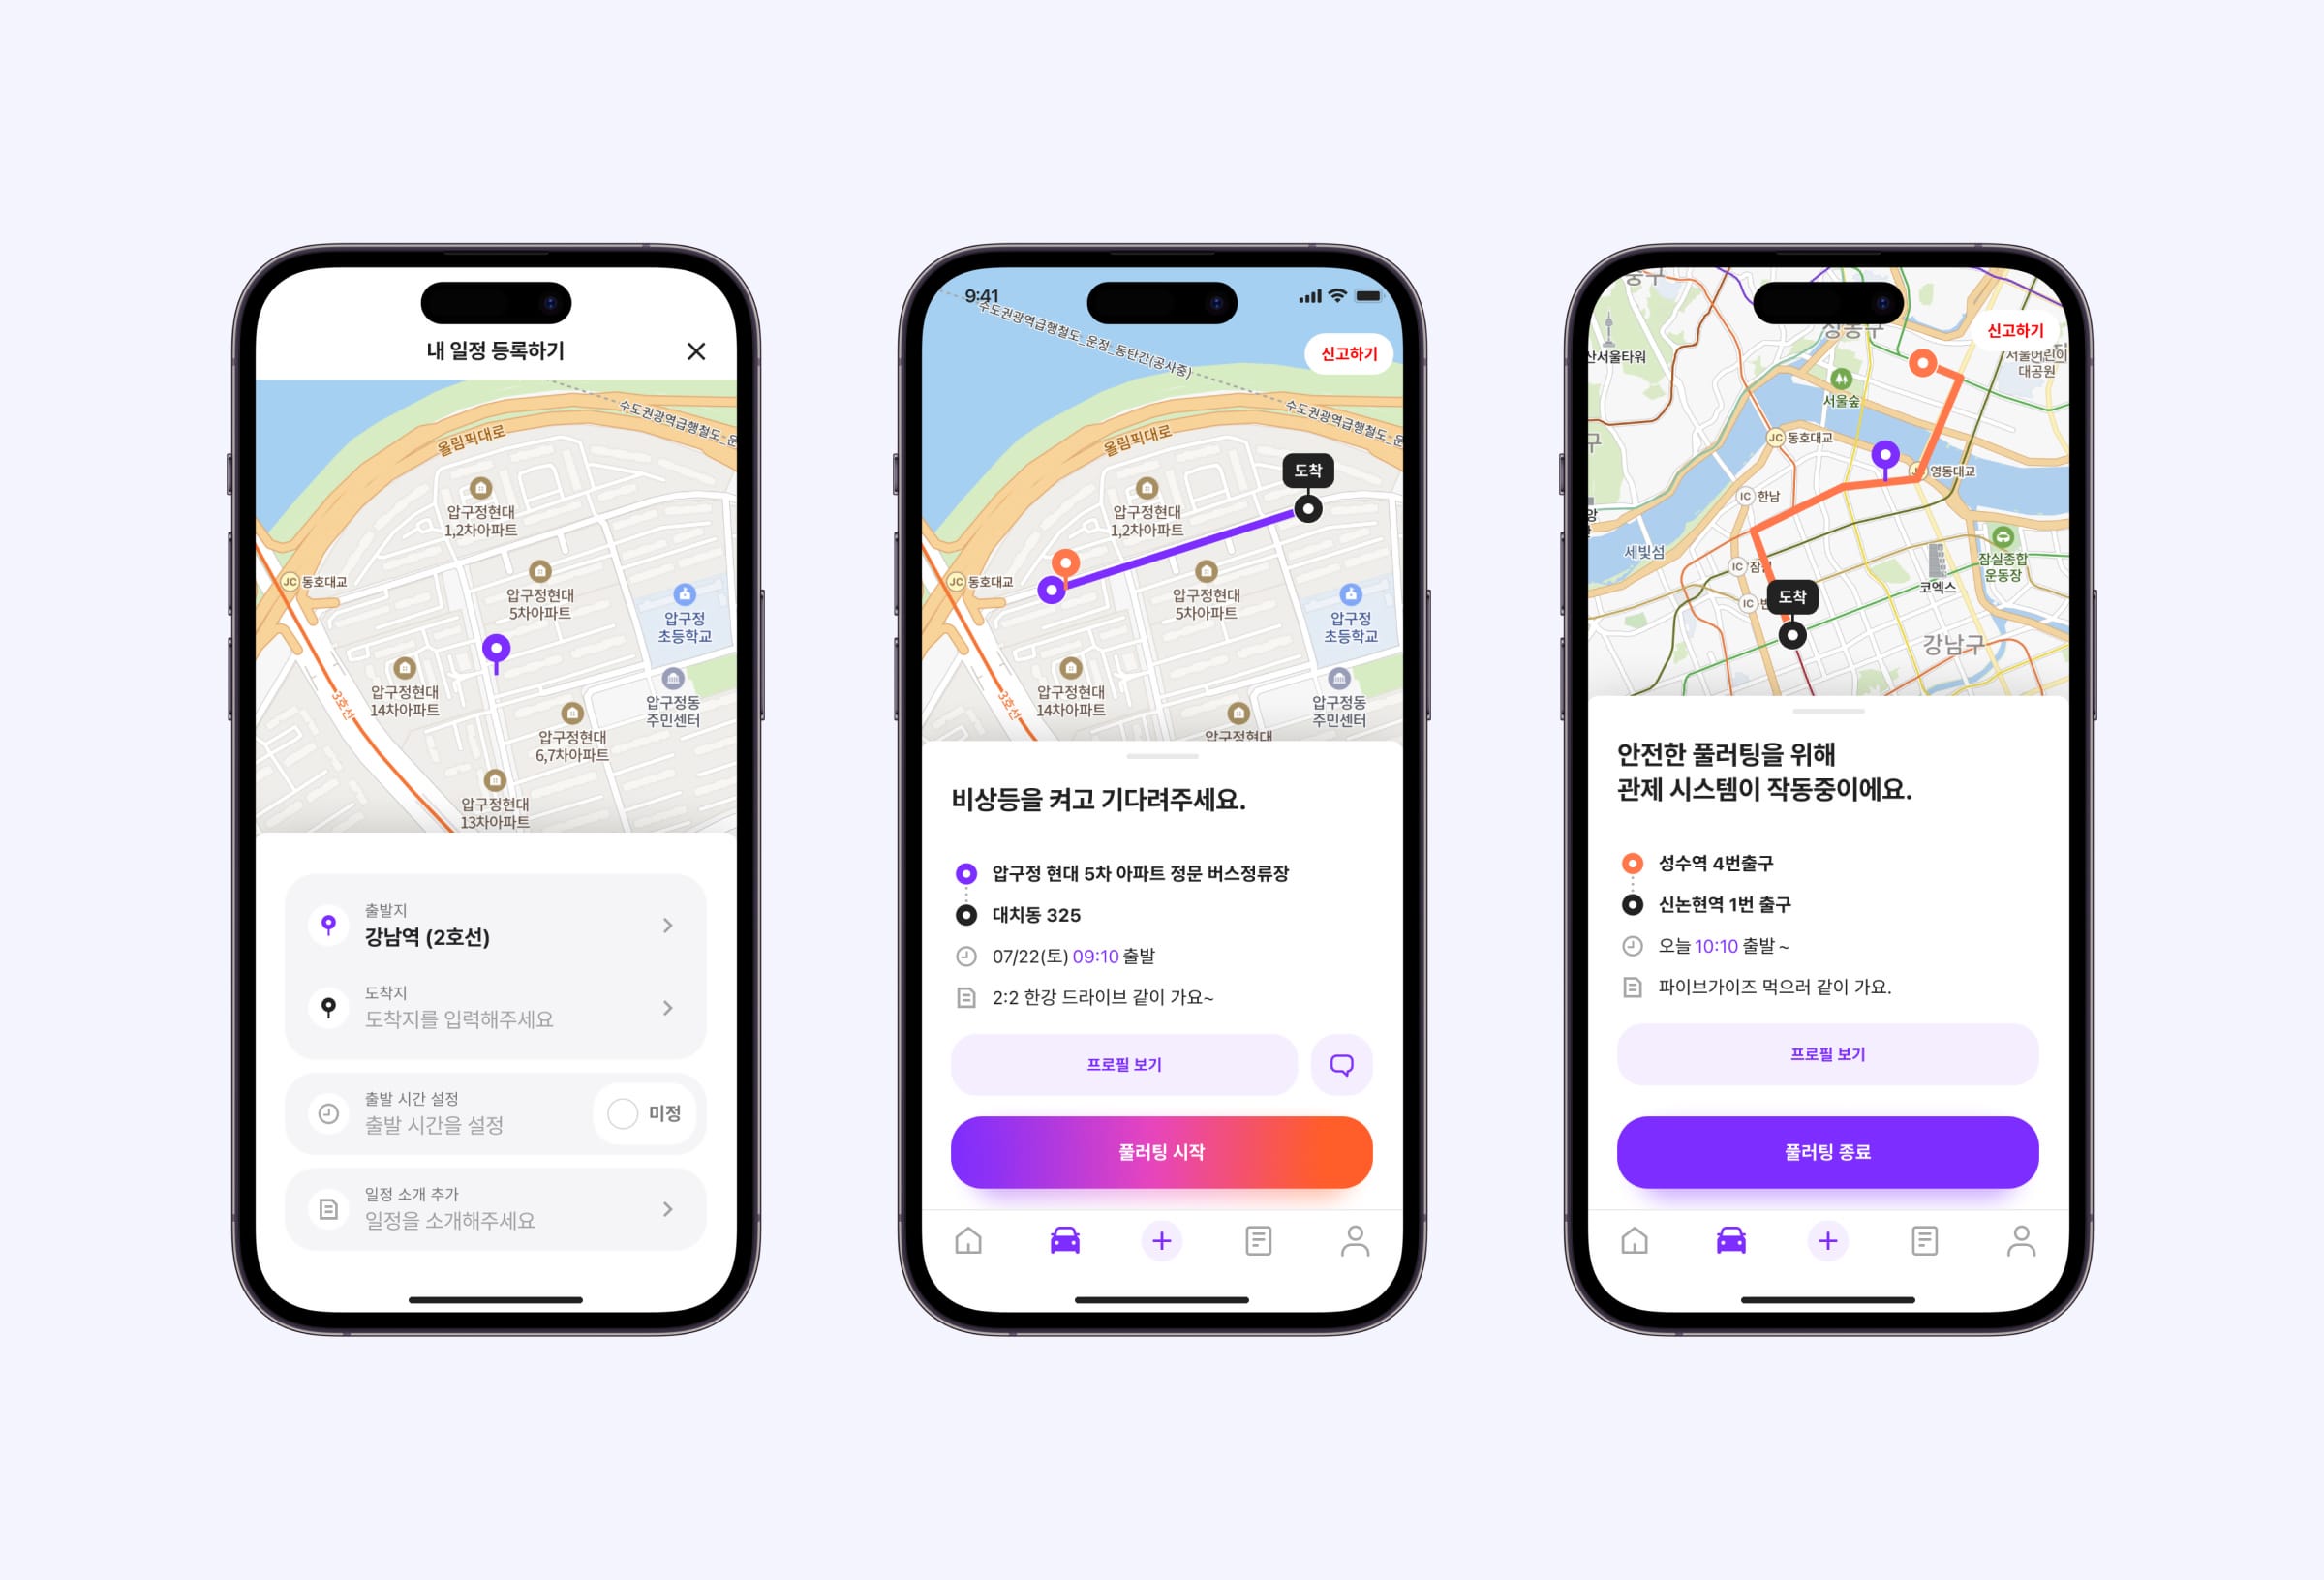 내 일정 등록하기
수도권광역급행철도_운
올림픽대로
압구정현대
1,2차아파트
JC 동호대교
압구정현대
5차아파트
압구정
초등학교
압구정현대
14차아파트
3호선
압구정동
주민센터
압구정현대
6,7차아파트
압구정현대
13차아파트
출발지
강남역 (2호선)
도착지
도착지를 입력해주세요
출발 시간 설정
출발 시간을 설정
미정
일정 소개 추가
일정을 소개해주세요
9:41
수도권광역급행철도_운정_동탄간(공사중)
신고하기
수도권광역급행철도_운
올림픽대로
도착
압구정현대
1,2차아파트
JC 동호대교
압구정현대
5차아파트
압구정
초등학교
압구정현대
14차아파트
3호선
압구정동
주민센터
압구정현대
비상등을 켜고 기다려주세요.
압구정 현대 5차 아파트 정문 버스정류장
대치동 325
07/22(토) 09:10 출발
2:2 한강 드라이브 같이 가요~
프로필 보기
풀러팅 시작
신고하기
산서울타워
서울어린이
대공원
서울숲
JC 동호대교
영동대교
IC 한남
세빛섬
IC 잠
IC
도착
잠실종합
운동장
코엑스
강남구
안전한 풀러팅을 위해
관제 시스템이 작동중이에요.
성수역 4번출구
신논현역 1번 출구
오늘 10:10 출발 ~
파이브가이즈 먹으러 같이 가요.
프로필 보기
풀러팅 종료